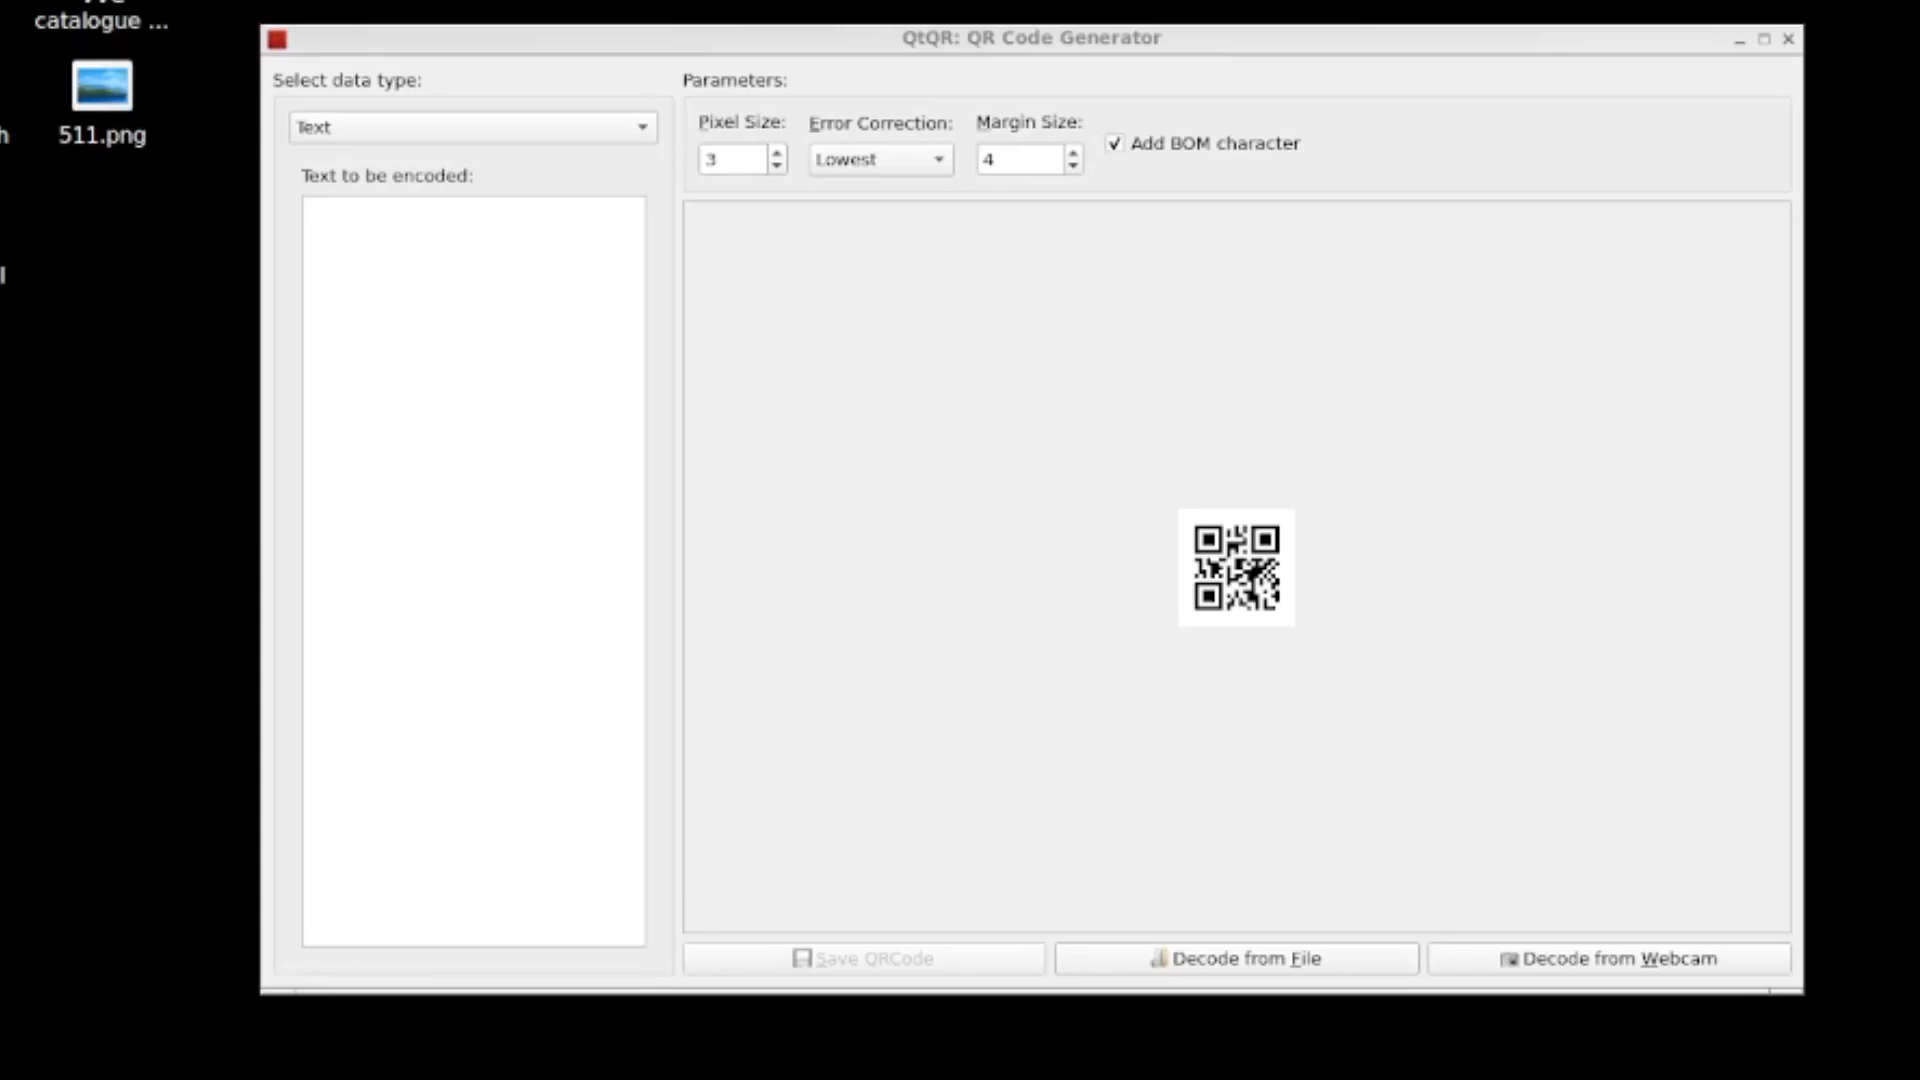 catalogue ...
511.png
QtQR: QR Code Generator
Select data type:
Text
Text to be encoded:
Parameters:
Pixel Size:
3
Error Correction:
Lowest
Margin Size:
4
Add BOM character
Save QRCode
Decode from File
Decode from Webcam